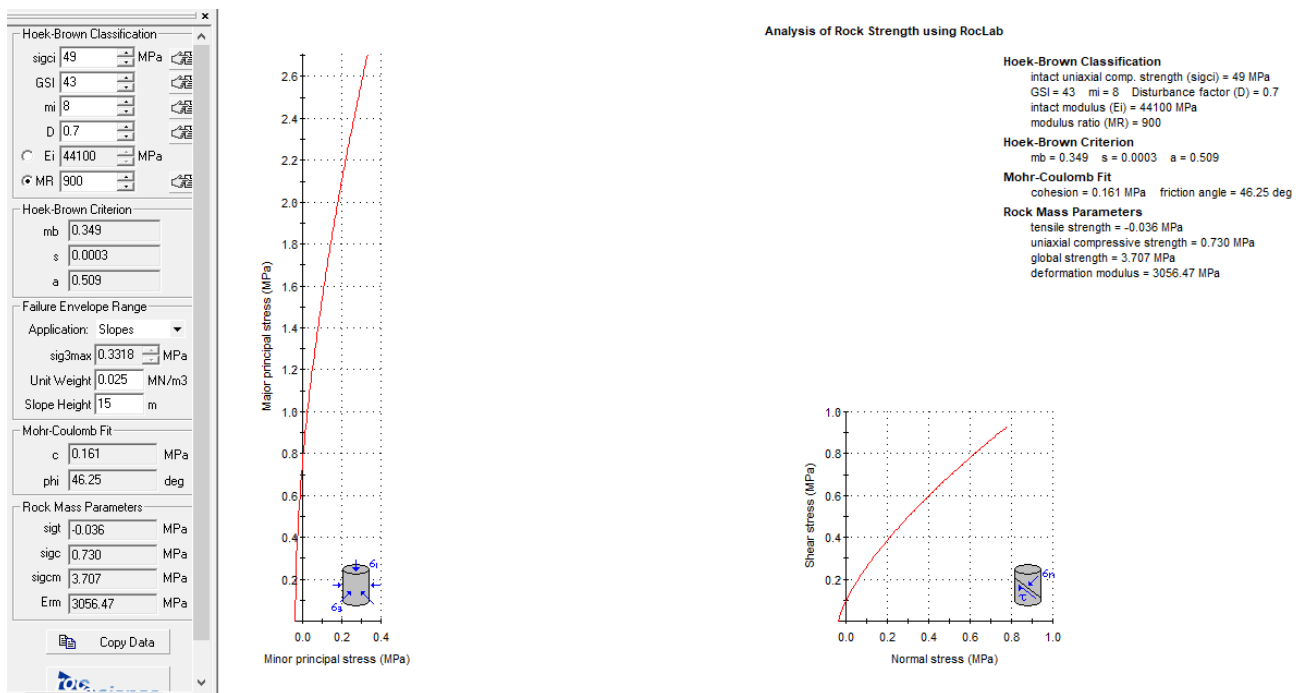 x
Hoek-Brown Classification
sigci 49 MPa
GSI 43
mi 8
D 0.7
Ei 44100 MPa
MR 900
Hoek-Brown Criterion
mb 0.349
s 0.0003
a 0.509
Failure Envelope Range
Application: Slopes
sig3max 0.3318 MPa
Unit Weight 0.025 MN/m3
Slope Height 15 m
Mohr-Coulomb Fit
c 0.161 MPa
phi 46.25 deg
Rock Mass Parameters
sigt -0.036 MPa
sigc 0.730 MPa
sigcm 3.707 MPa
Erm 3056.47 MPa
Copy Data
Major principal stress (MPa)
2.6
2.4
2.2
2.0
1.8
1.6
1.4
1.2
1.0
0.8
0.6
0.4
0.2
σ1
σ3
0.0 0.2 0.4
Minor principal stress (MPa)
Analysis of Rock Strength using RocLab
Hoek-Brown Classification
intact uniaxial comp. strength (sigci) = 49 MPa
GSI = 43 mi = 8 Disturbance factor (D) = 0.7
intact modulus (Ei) = 44100 MPa
modulus ratio (MR) = 900
Hoek-Brown Criterion
mb = 0.349 s = 0.0003 a = 0.509
Mohr-Coulomb Fit
cohesion = 0.161 MPa friction angle = 46.25 deg
Rock Mass Parameters
tensile strength = -0.036 MPa
uniaxial compressive strength = 0.730 MPa
global strength = 3.707 MPa
deformation modulus = 3056.47 MPa
Shear stress (MPa)
1.0
0.8
0.6
0.4
0.2
σn
τ
0.0 0.2 0.4 0.6 0.8 1.0
Normal stress (MPa)